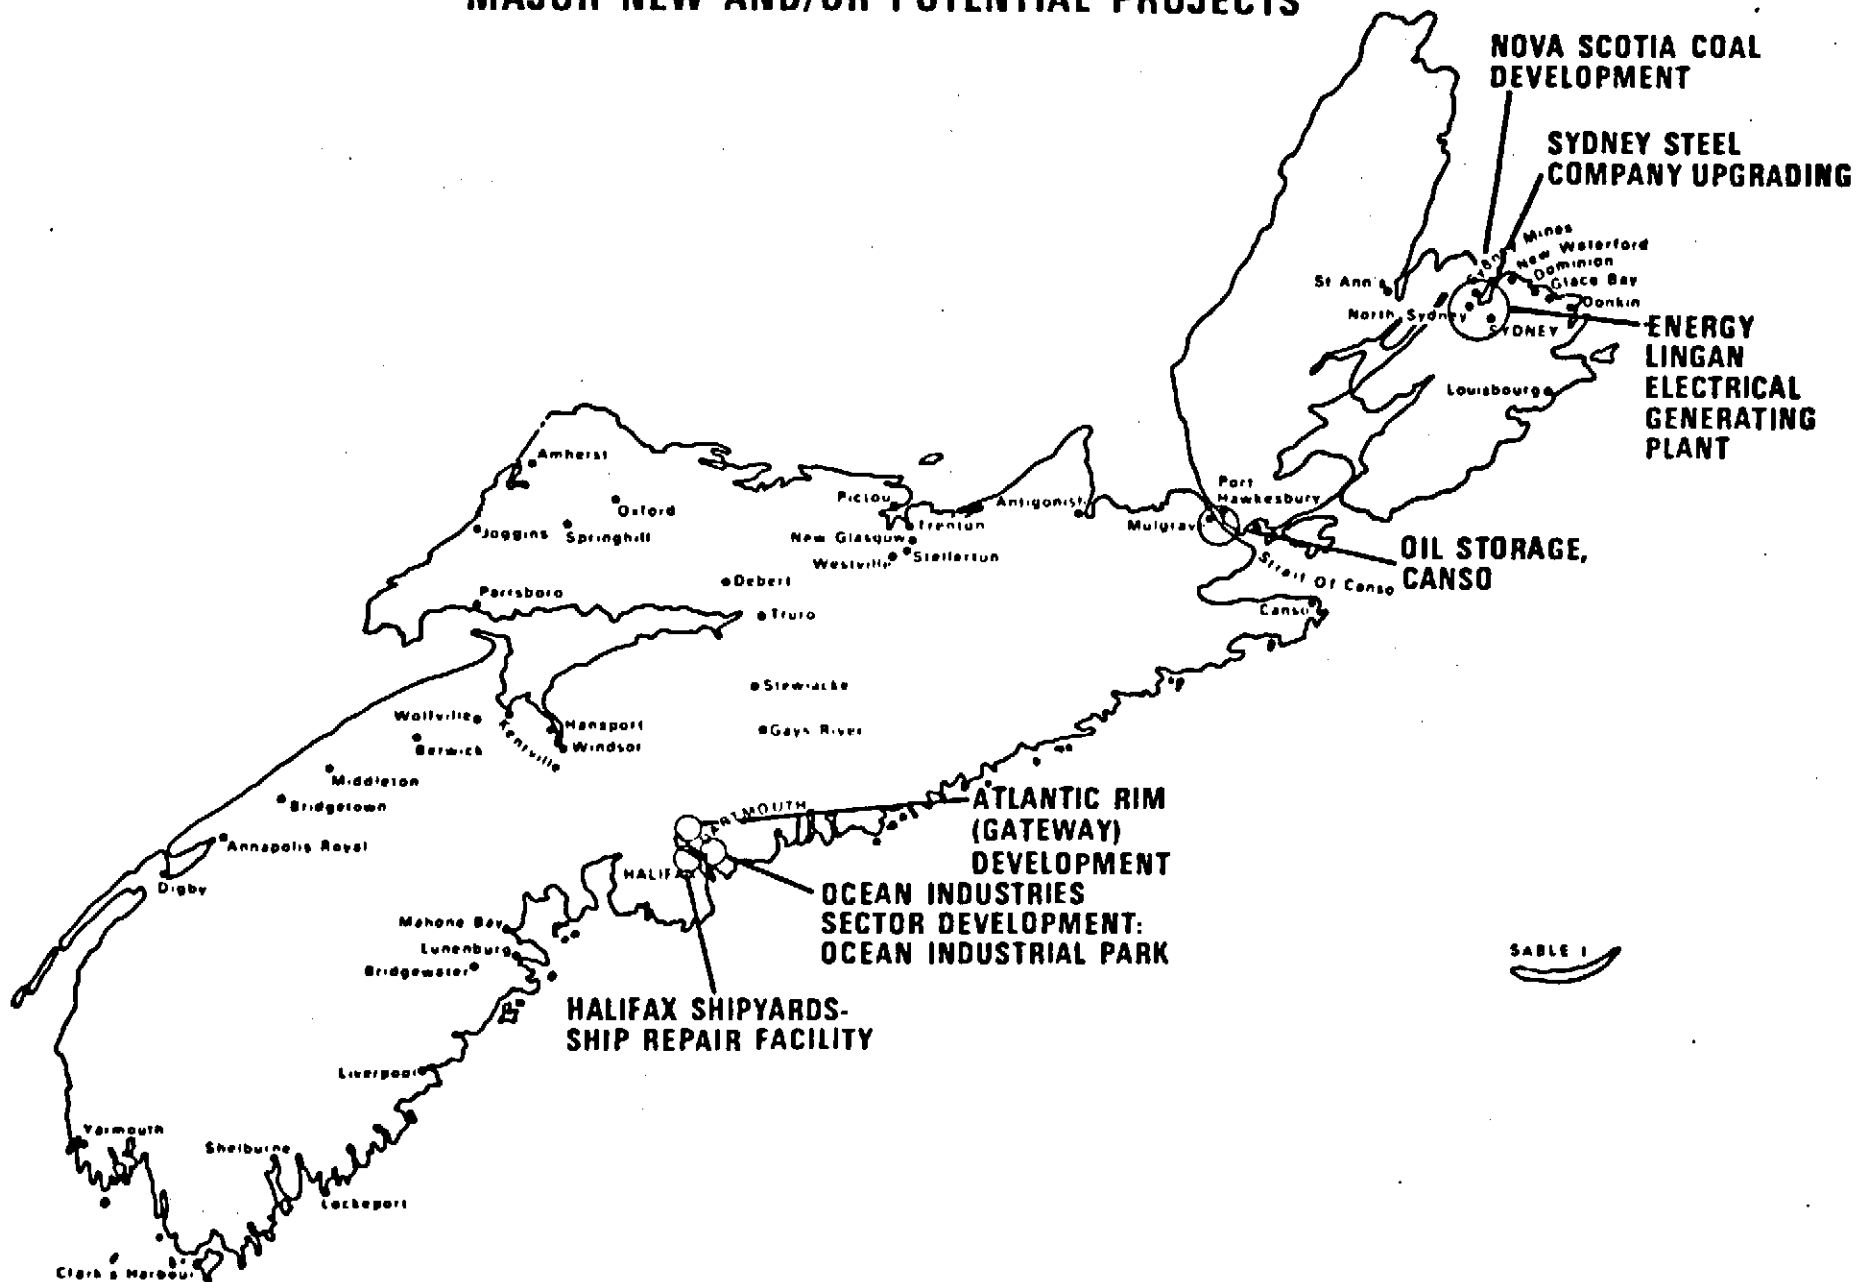 MAJOR NEW AND/OR POTENTIAL PROJECTS
NOVA SCOTIA COAL
DEVELOPMENT
SYDNEY STEEL
COMPANY UPGRADING
Sydney Mines
New Waterford
Dominion
Glace Bay
Donkin
St Ann's
North Sydney
SYDNEY
ENERGY
LINGAN
ELECTRICAL
GENERATING
PLANT
Louisbourg
Amherst
Oxford
Joggins
Springhill
Pictou
Trenton
New Glasgow
Westville
Stellarton
Antigonish
Port
Hawkesbury
Mulgrave
OIL STORAGE,
CANSO
Strait Of Canso
Canso
Debert
Parrsboro
Truro
Stewiacke
Gays River
Wolfville
Kentville
Hansport
Windsor
Berwick
Middleton
Bridgetown
Annapolis Royal
Digby
DARTMOUTH
HALIFAX
ATLANTIC RIM
(GATEWAY)
DEVELOPMENT
OCEAN INDUSTRIES
SECTOR DEVELOPMENT:
OCEAN INDUSTRIAL PARK
HALIFAX SHIPYARDS-
SHIP REPAIR FACILITY
Mahone Bay
Lunenburg
Bridgewater
SABLE I
Liverpool
Yarmouth
Shelburne
Lockeport
Clark's Harbour